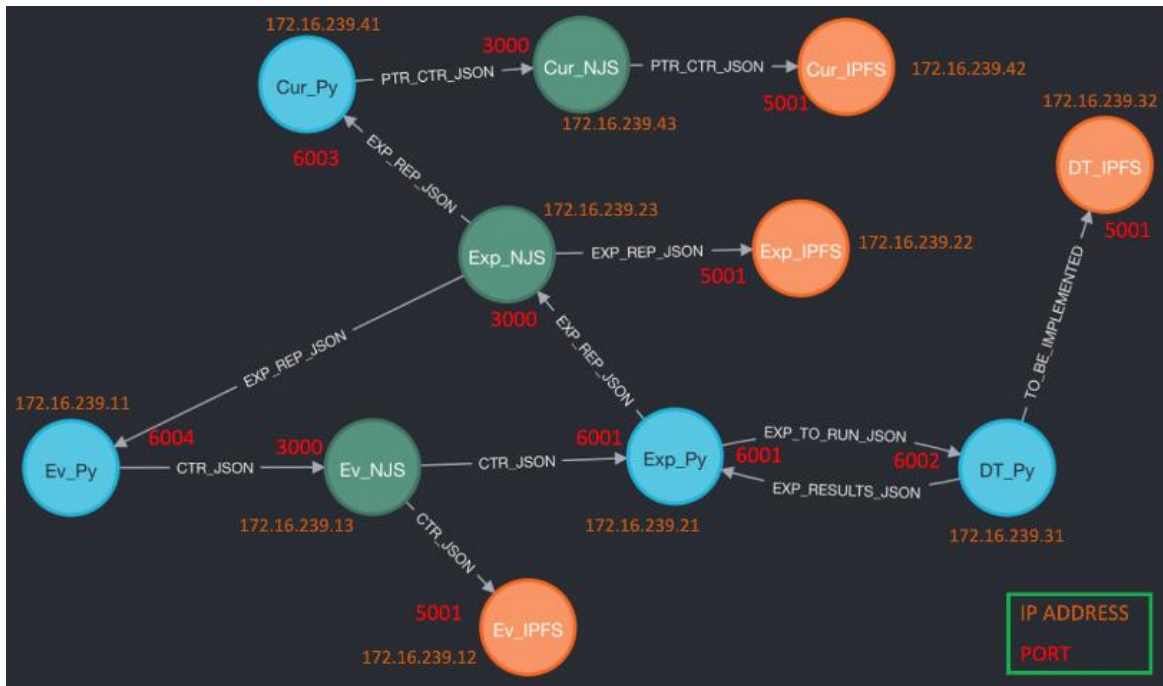 172.16.239.41
3000
Cur_Py
PTR_CTR_JSON
Cur_NJS
PTR_CTR_JSON
Cur_IPFS
172.16.239.42
5001
172.16.239.43
172.16.239.32
6003
EXP_REP_JSON
DT_IPFS
5001
172.16.239.23
Exp_NJS
EXP_REP_JSON
Exp_IPFS
172.16.239.22
5001
3000
EXP_REP_JSON
EXP_REP_JSON
TO_BE_IMPLEMENTED
172.16.239.11
6004
Ev_Py
CTR_JSON
3000
Ev_NJS
CTR_JSON
6001
Exp_Py
EXP_TO_RUN_JSON
6001
6002
DT_Py
EXP_RESULTS_JSON
172.16.239.13
172.16.239.21
172.16.239.31
CTR_JSON
5001
Ev_IPFS
172.16.239.12
IP ADDRESS
PORT